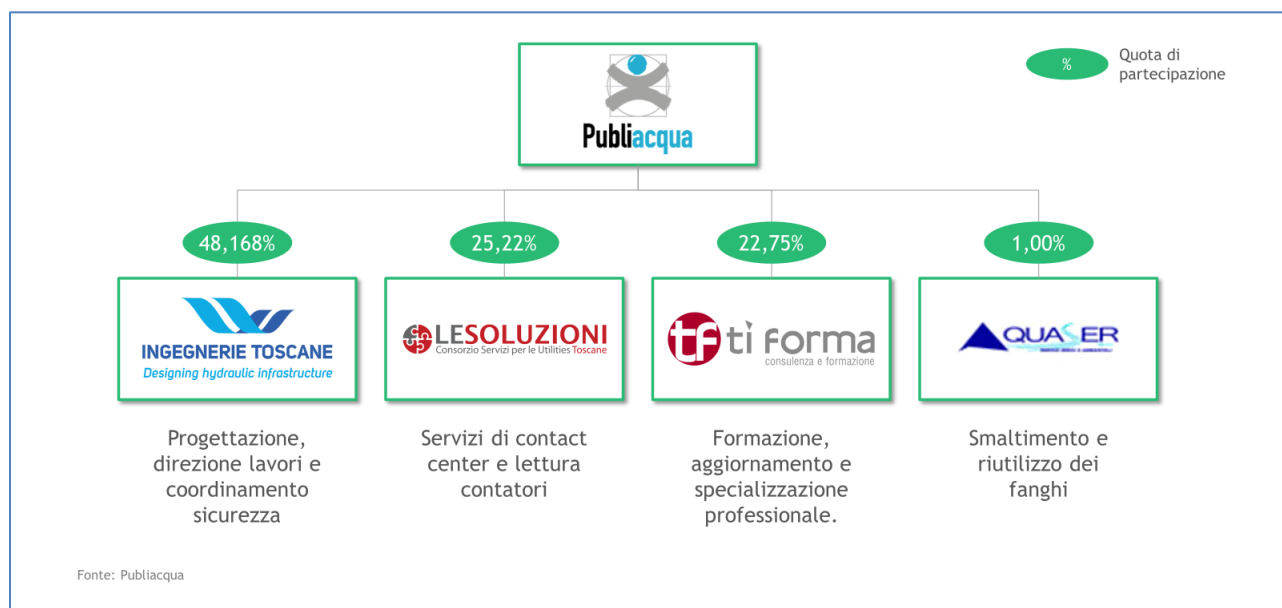 Publiacqua
%
Quota di
partecipazione
48,168%
25,22%
22,75%
1,00%
INGEGNERIE TOSCANE
Designing hydraulic infrastructure
LESOLUZIONI
Consorzio Servizi per le Utilities Toscane
tf tì forma
consulenza e formazione
AQUASER
Progettazione,
direzione lavori e
coordinamento
sicurezza
Servizi di contact
center e lettura
contatori
Formazione,
aggiornamento e
specializzazione
professionale.
Smaltimento e
riutilizzo dei
fanghi
Fonte: Publiacqua